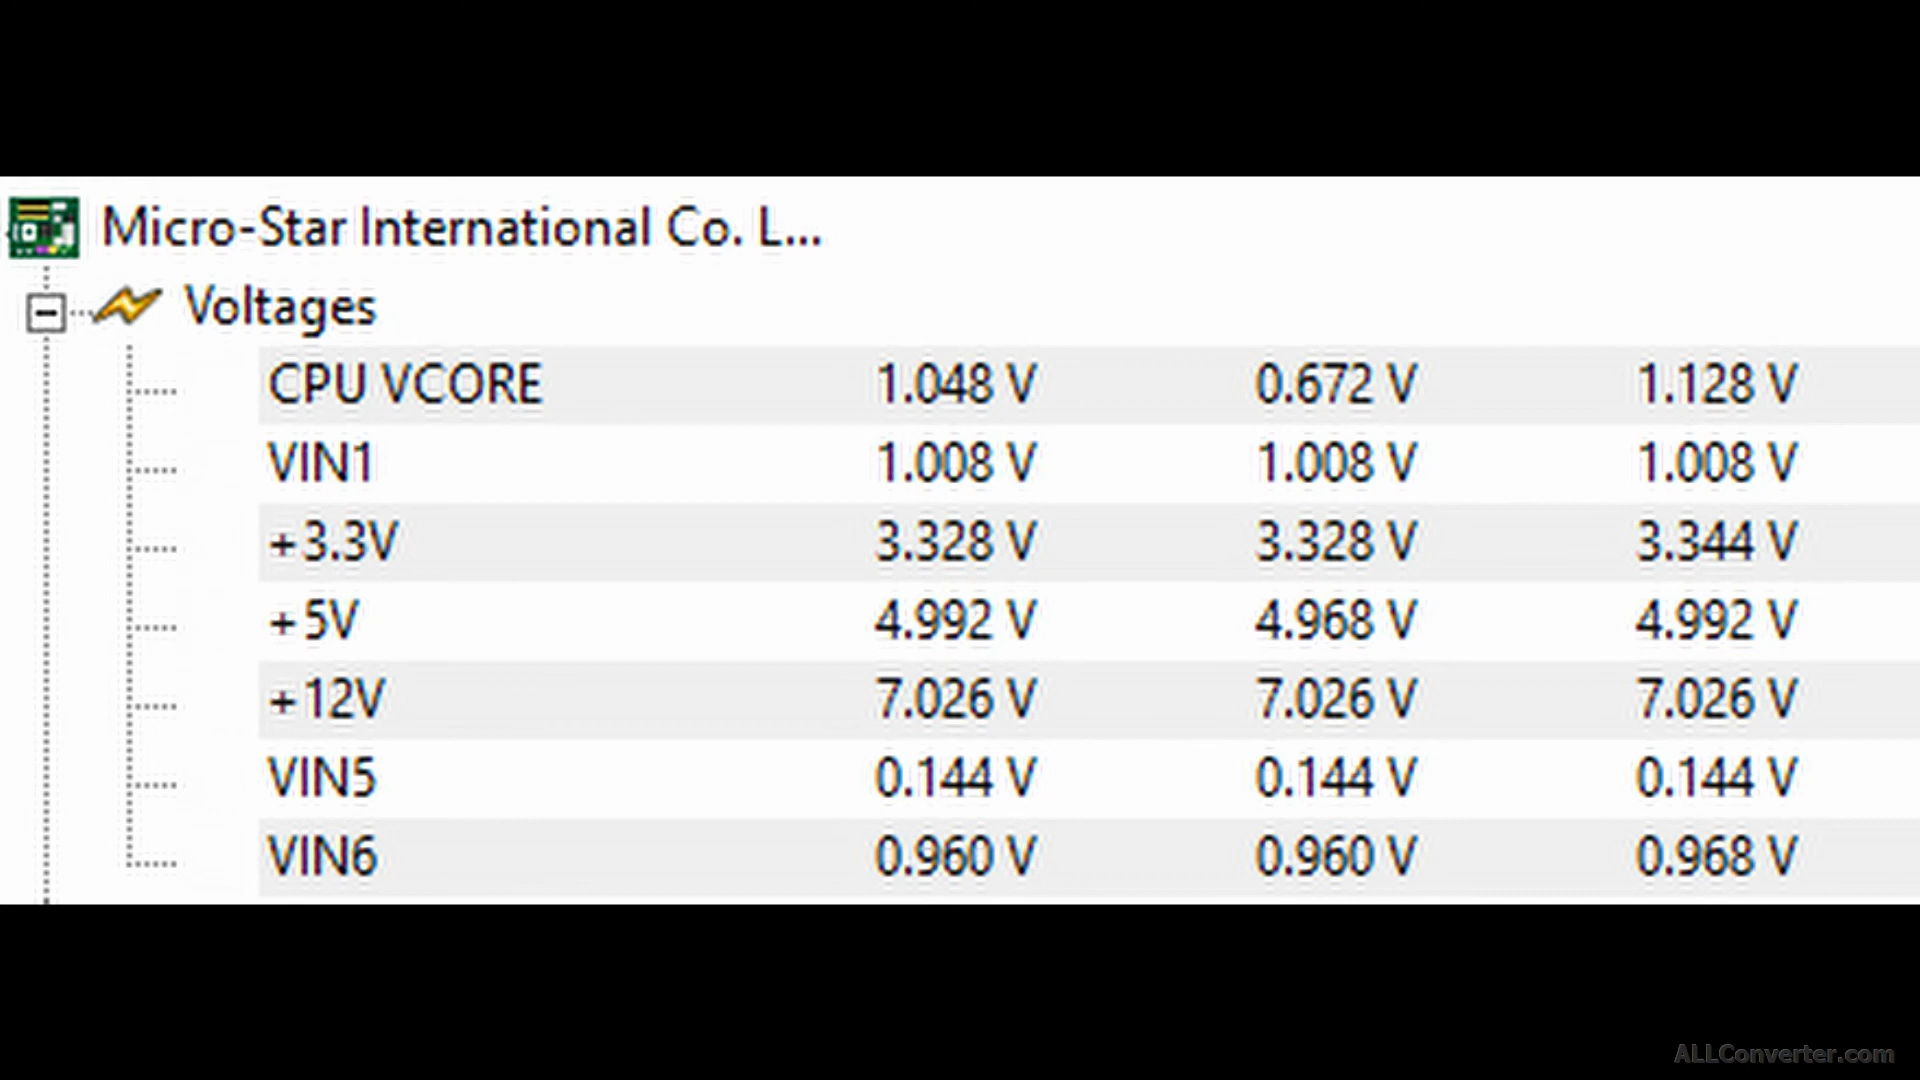 Micro-Star International Co. L...
Voltages
CPU VCORE 1.048 V 0.672 V 1.128 V
VIN1 1.008 V 1.008 V 1.008 V
+3.3V 3.328 V 3.328 V 3.344 V
+5V 4.992 V 4.968 V 4.992 V
+12V 7.026 V 7.026 V 7.026 V
VIN5 0.144 V 0.144 V 0.144 V
VIN6 0.960 V 0.960 V 0.968 V
ALLConverter.com